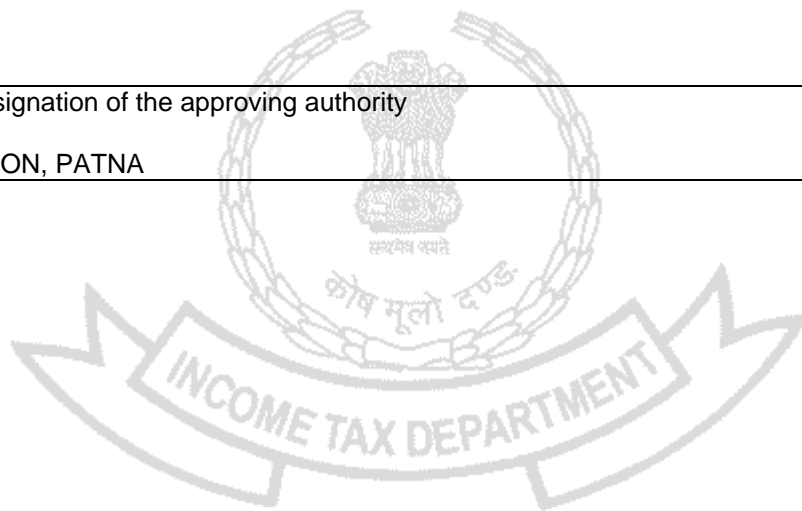 signation of the approving authority
ON, PATNA
सत्यमेव जयते
कोष मूलो दण्डः
INCOME TAX DEPARTMENT